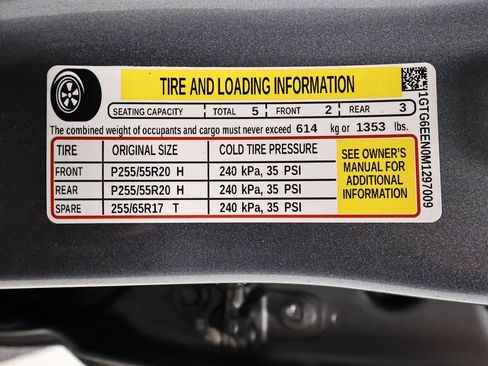 TIRE AND LOADING INFORMATION
SEATING CAPACITY TOTAL 5 FRONT 2 REAR 3
The combined weight of occupants and cargo must never exceed 614 kg or 1353 lbs.
TIRE ORIGINAL SIZE COLD TIRE PRESSURE
FRONT P255/55R20 H 240 kPa, 35 PSI
REAR P255/55R20 H 240 kPa, 35 PSI
SPARE 255/65R17 T 240 kPa, 35 PSI
SEE OWNER'S
MANUAL FOR
ADDITIONAL
INFORMATION
1GTG6EEN0M1297009